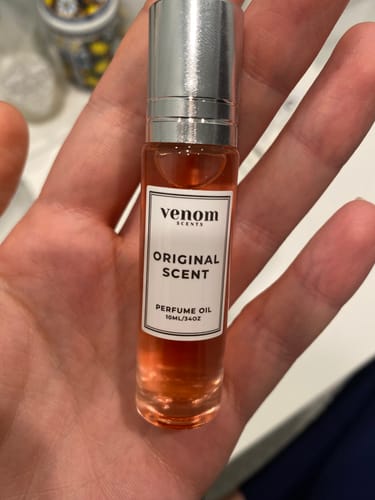 venom
SCENTS
ORIGINAL
SCENT
PERFUME OIL
10ML/34OZ